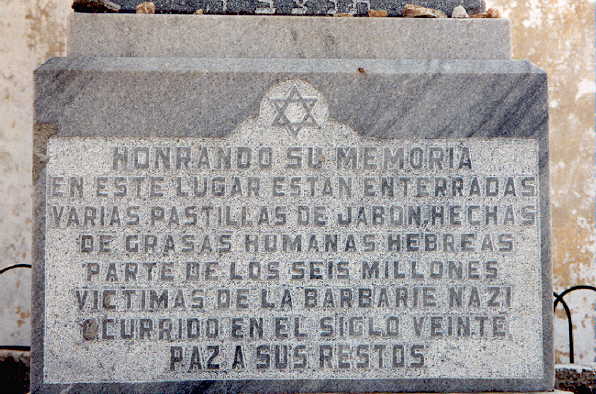 HONRANDO SU MEMORIA
EN ESTE LUGAR ESTAN ENTERRADAS
VARIAS PASTILLAS DE JABON, HECHAS
DE GRASAS HUMANAS HEBREAS
PARTE DE LOS SEIS MILLONES
VICTIMAS DE LA BARBARIE NAZI
OCURRIDO EN EL SIGLO VEINTE
PAZ A SUS RESTOS